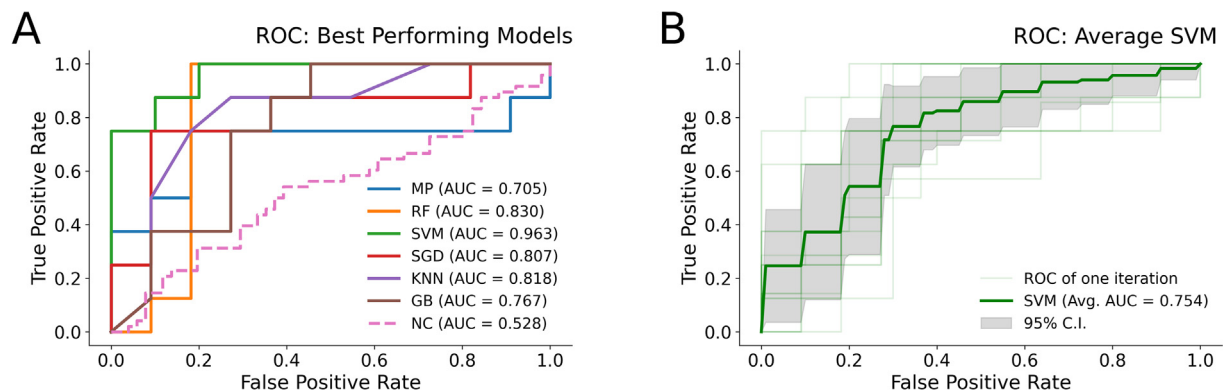 A
ROC: Best Performing Models
True Positive Rate
1.0
0.8
0.6
0.4
0.2
0.0
MP (AUC = 0.705)
RF (AUC = 0.830)
SVM (AUC = 0.963)
SGD (AUC = 0.807)
KNN (AUC = 0.818)
GB (AUC = 0.767)
NC (AUC = 0.528)
0.0 0.2 0.4 0.6 0.8 1.0
False Positive Rate
B
ROC: Average SVM
True Positive Rate
1.0
0.8
0.6
0.4
0.2
0.0
ROC of one iteration
SVM (Avg. AUC = 0.754)
95% C.I.
0.0 0.2 0.4 0.6 0.8 1.0
False Positive Rate